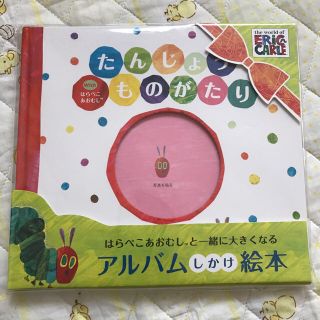 the world of
ERIC CARLE
たんじょう
with
はらぺこ
あおむし
ものがたり
はらぺこあおむし と一緒に大きくなる
アルバムしかけ絵本